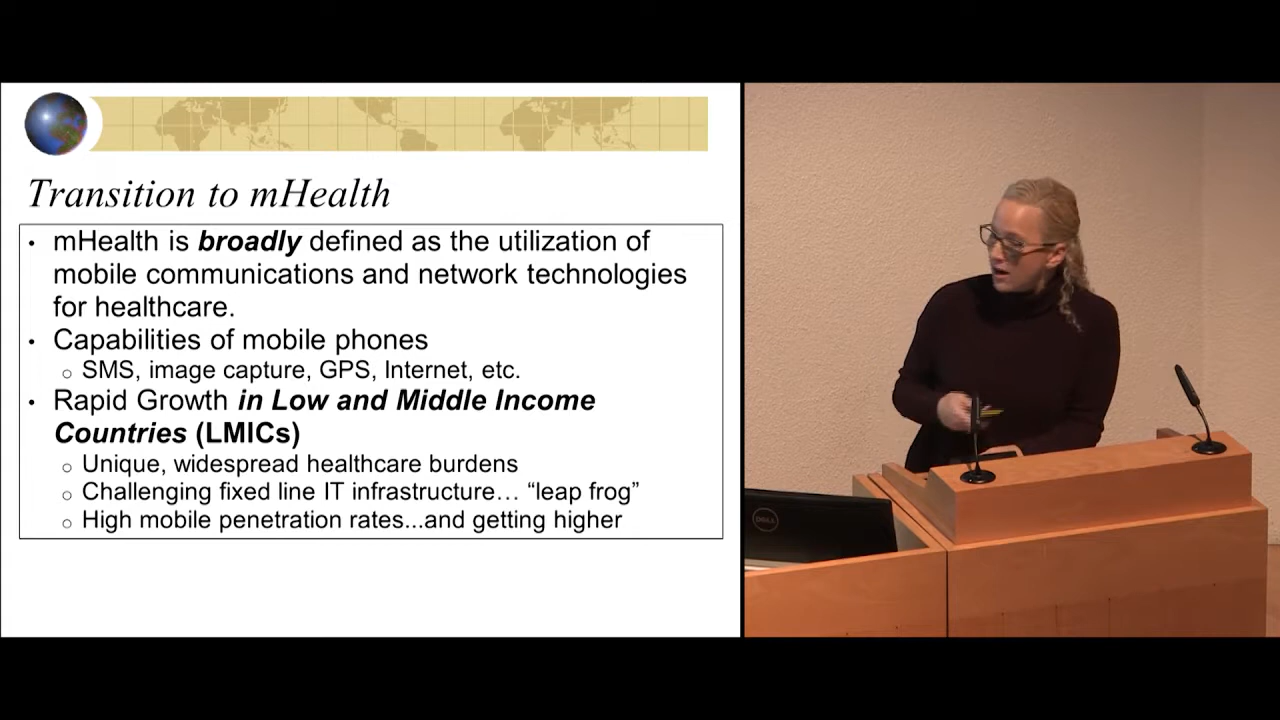 Transition to mHealth
• mHealth is broadly defined as the utilization of
mobile communications and network technologies
for healthcare.
• Capabilities of mobile phones
○ SMS, image capture, GPS, Internet, etc.
• Rapid Growth in Low and Middle Income
Countries (LMICs)
○ Unique, widespread healthcare burdens
○ Challenging fixed line IT infrastructure… “leap frog”
○ High mobile penetration rates...and getting higher
DELL